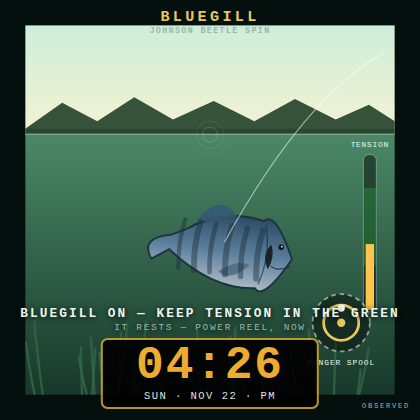 BLUEGILL
JOHNSON BEETLE SPIN
TENSION
BLUEGILL ON — KEEP TENSION IN THE GREEN
IT RESTS — POWER REEL, NOW
NGER SPOOL
04:26
SUN · NOV 22 · PM
OBSERVED